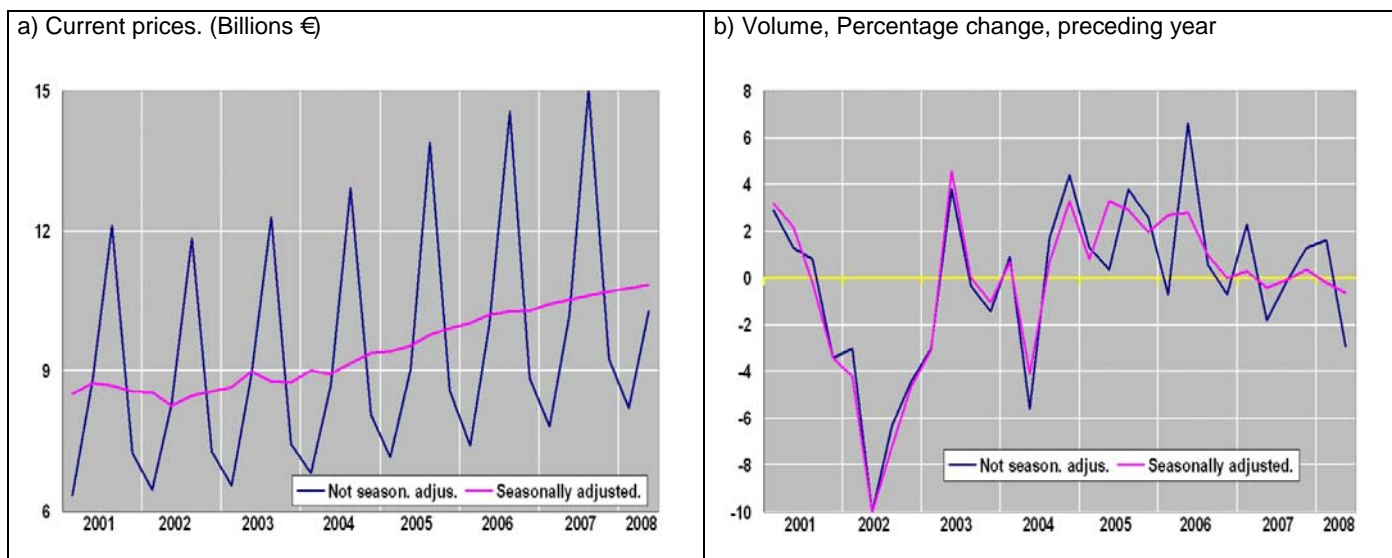 a) Current prices. (Billions €)
15
12
9
6
Not season. adjus. Seasonally adjusted.
2001 2002 2003 2004 2005 2006 2007 2008
b) Volume, Percentage change, preceding year
8
6
4
2
0
-2
-4
-6
-8
-10
Not season. adjus. Seasonally adjusted.
2001 2002 2003 2004 2005 2006 2007 2008